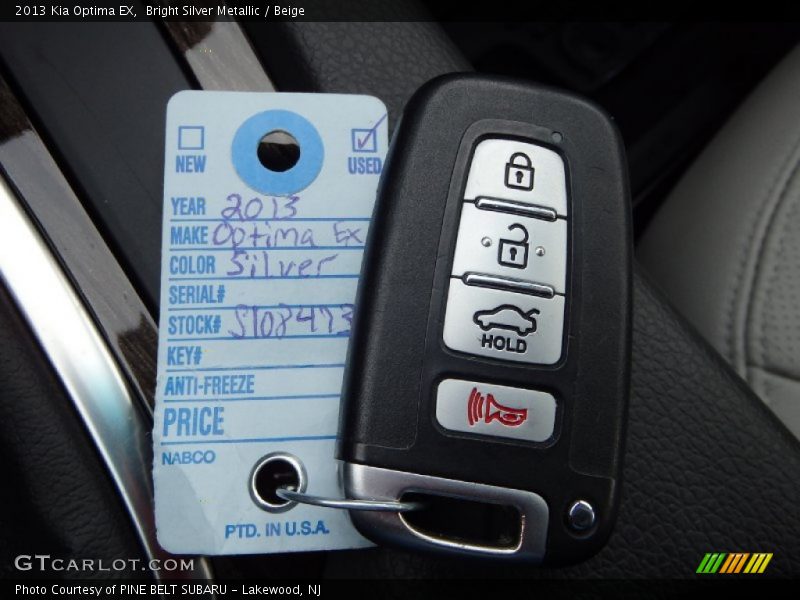 2013 Kia Optima EX, Bright Silver Metallic / Beige
NEW
USED
YEAR 2013
MAKE Optima Ex
COLOR Silver
SERIAL#
STOCK# S108473
KEY#
ANTI-FREEZE
PRICE
NABCO
PTD. IN U.S.A.
HOLD
GTCARLOT.COM
Photo Courtesy of PINE BELT SUBARU - Lakewood, NJ